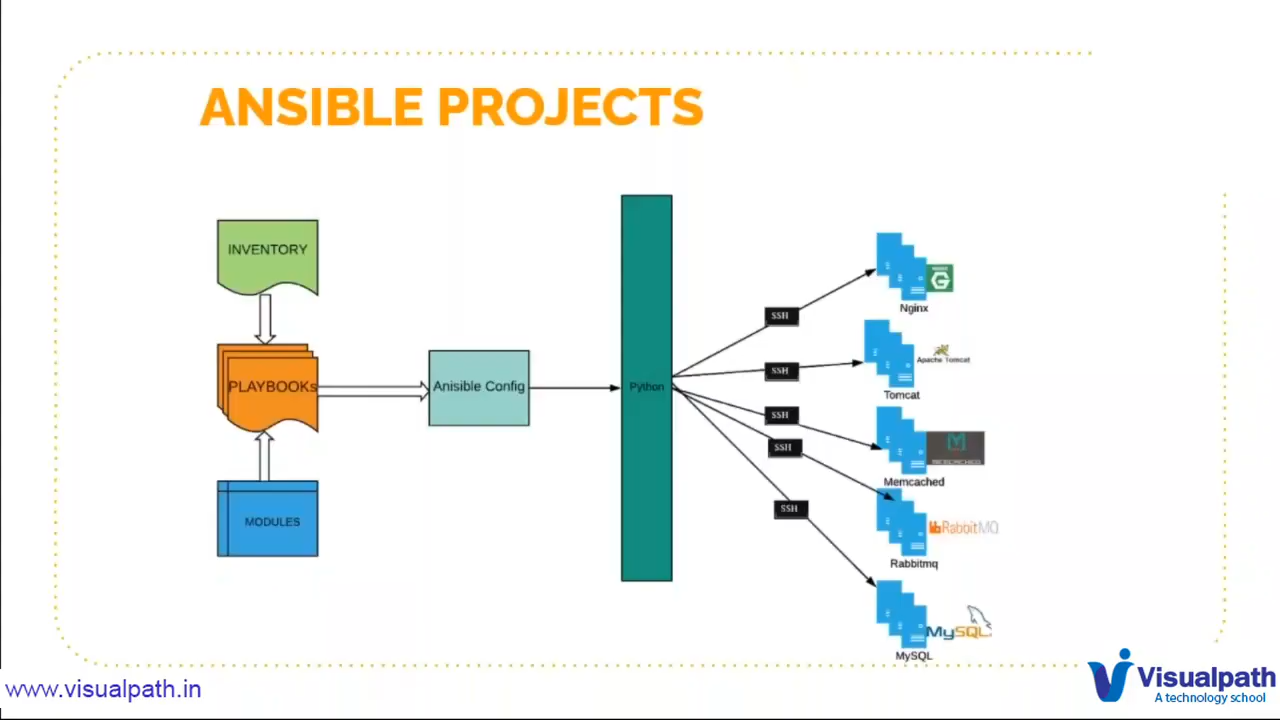 ANSIBLE PROJECTS
INVENTORY
PLAYBOOKs
MODULES
Anisible Config
Python
SSH
SSH
SSH
SSH
SSH
Nginx
Apache Tomcat
Tomcat
Memcached
RabbitMQ
Rabbitmq
MySQL
MySQL
www.visualpath.in
Visualpath
A technology school